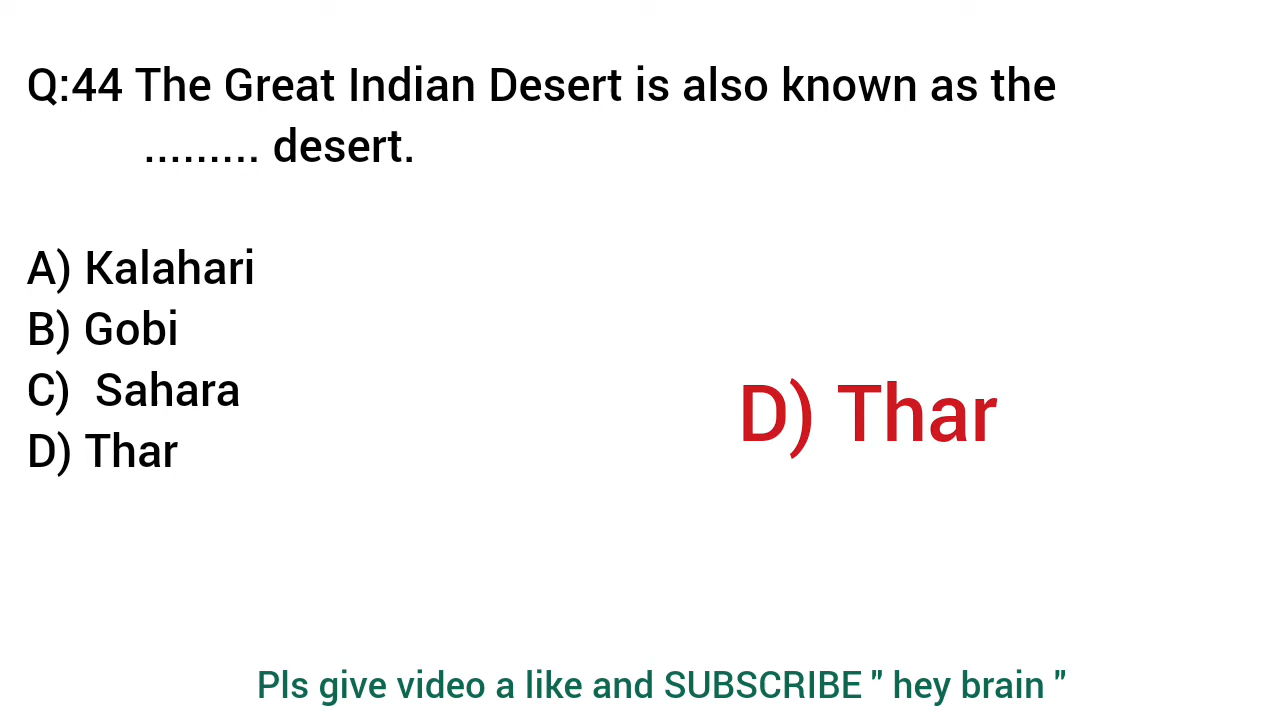 Q:44 The Great Indian Desert is also known as the
......... desert.
A) Kalahari
B) Gobi
C) Sahara
D) Thar
D) Thar
Pls give video a like and SUBSCRIBE " hey brain "